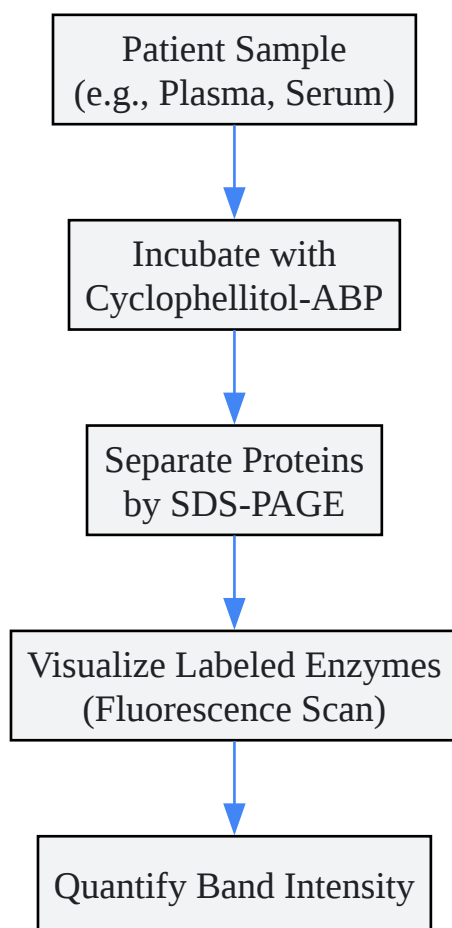 Patient Sample
(e.g., Plasma, Serum)
Incubate with
Cyclophellitol-ABP
Separate Proteins
by SDS-PAGE
Visualize Labeled Enzymes
(Fluorescence Scan)
Quantify Band Intensity